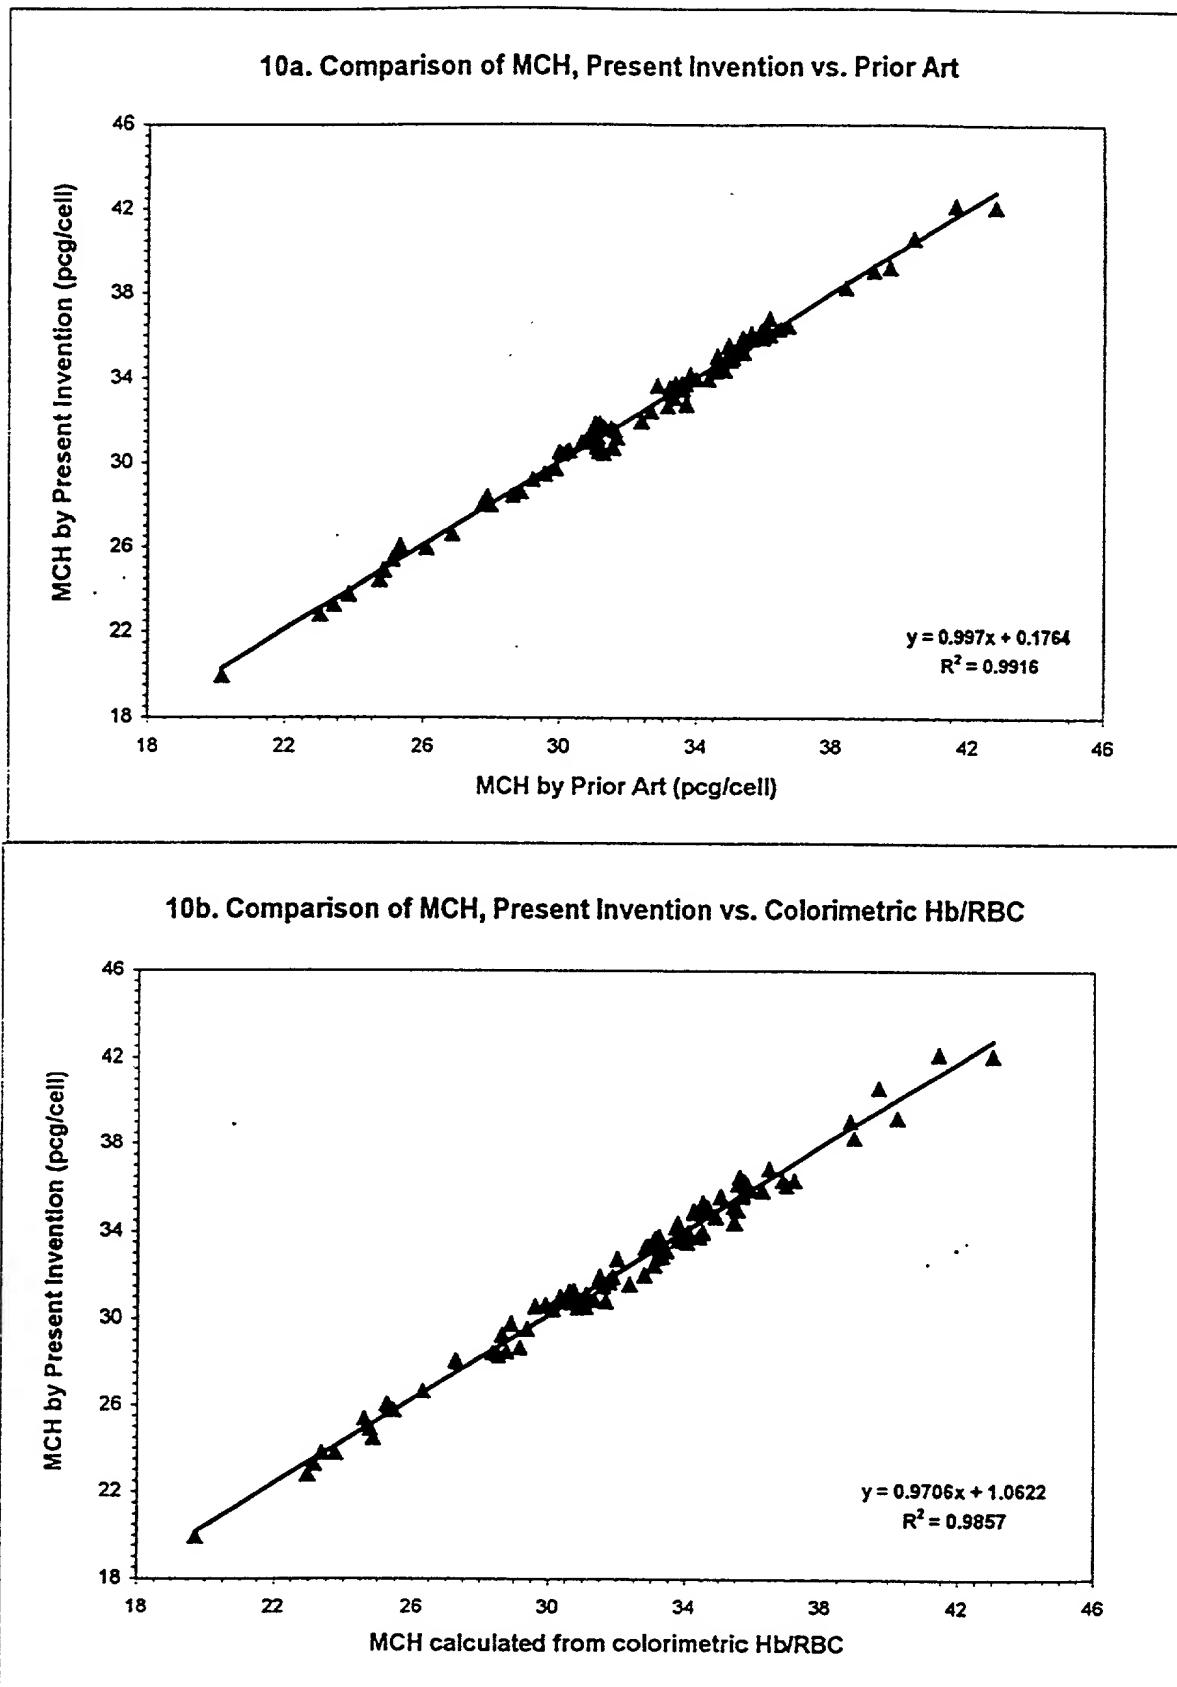 10a. Comparison of MCH, Present Invention vs. Prior Art
46
42
38
34
30
26
22
18
MCH by Present Invention (pcg/cell)
y = 0.997x + 0.1764
R² = 0.9916
18 22 26 30 34 38 42 46
MCH by Prior Art (pcg/cell)
10b. Comparison of MCH, Present Invention vs. Colorimetric Hb/RBC
46
42
38
34
30
26
22
18
MCH by Present Invention (pcg/cell)
y = 0.9706x + 1.0622
R² = 0.9857
18 22 26 30 34 38 42 46
MCH calculated from colorimetric Hb/RBC